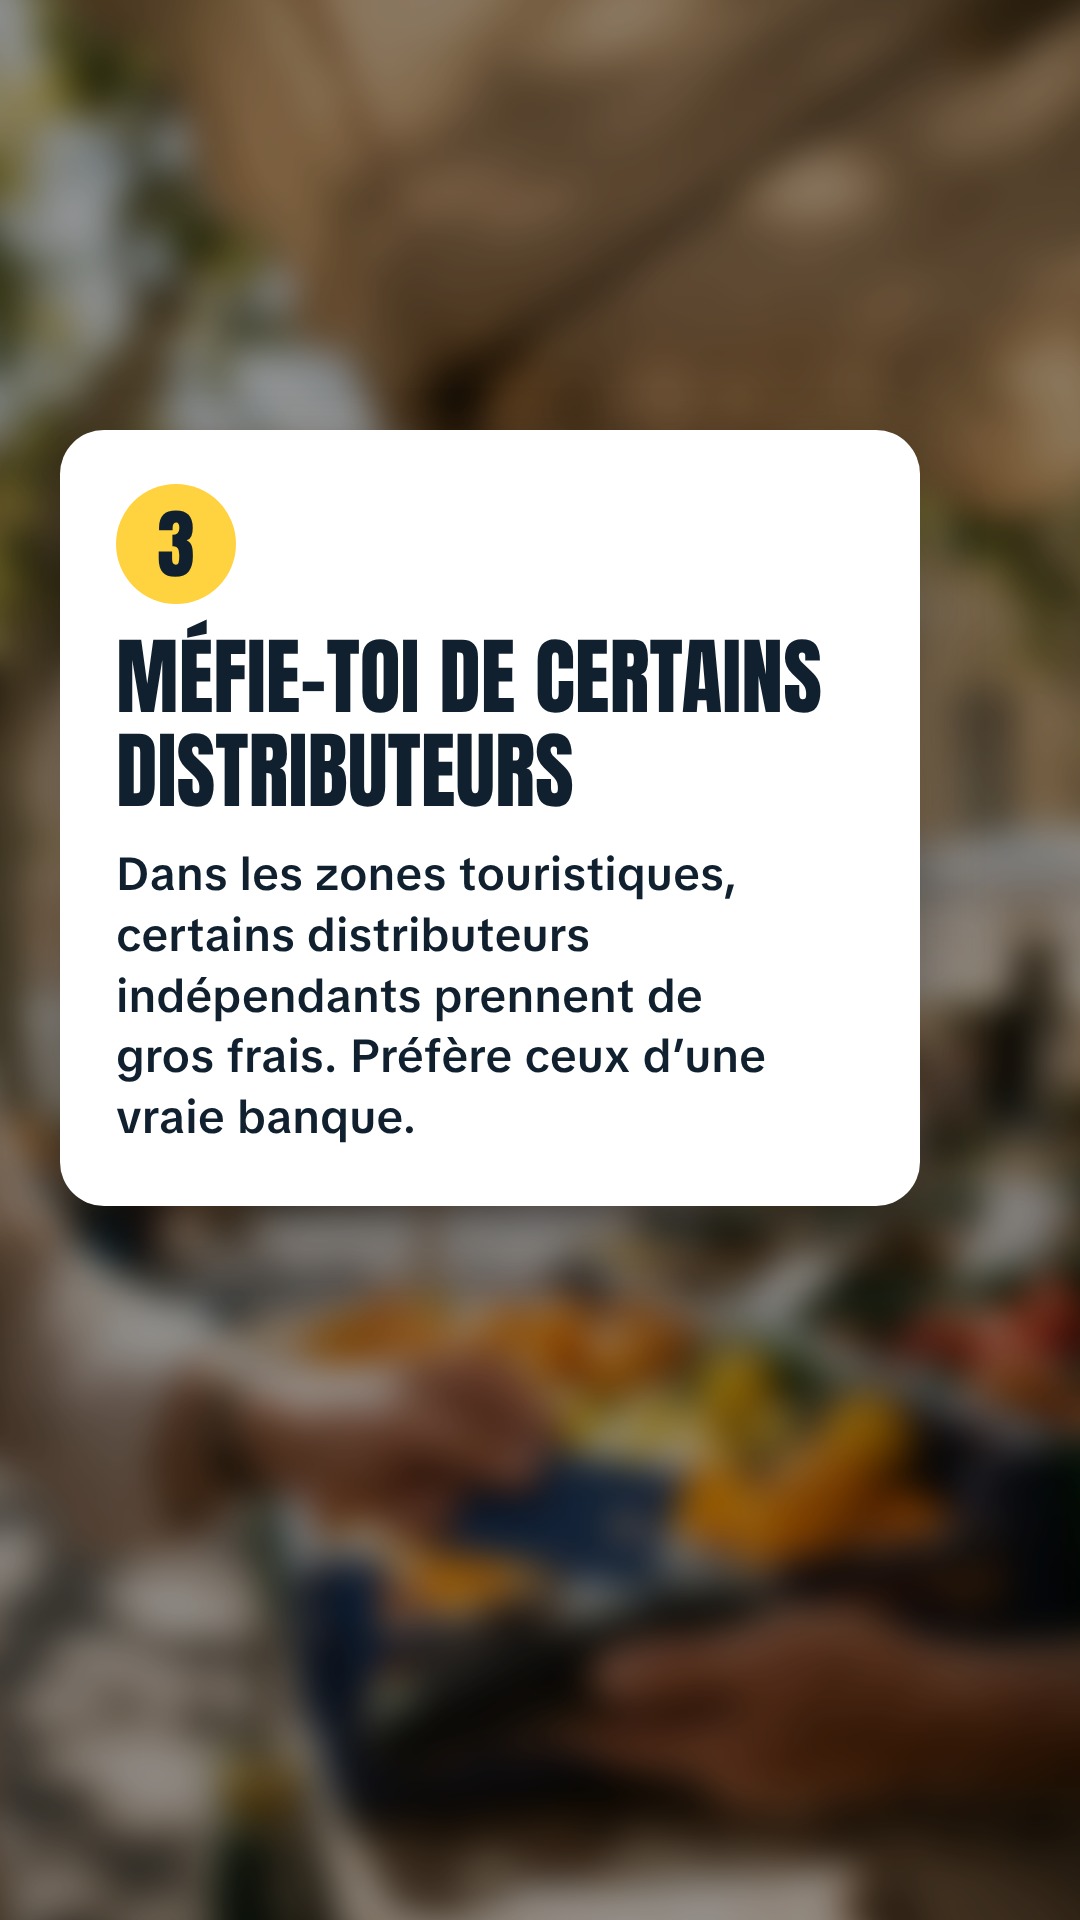 3
MÉFIE-TOI DE CERTAINS
DISTRIBUTEURS
Dans les zones touristiques,
certains distributeurs
indépendants prennent de
gros frais. Préfère ceux d’une
vraie banque.